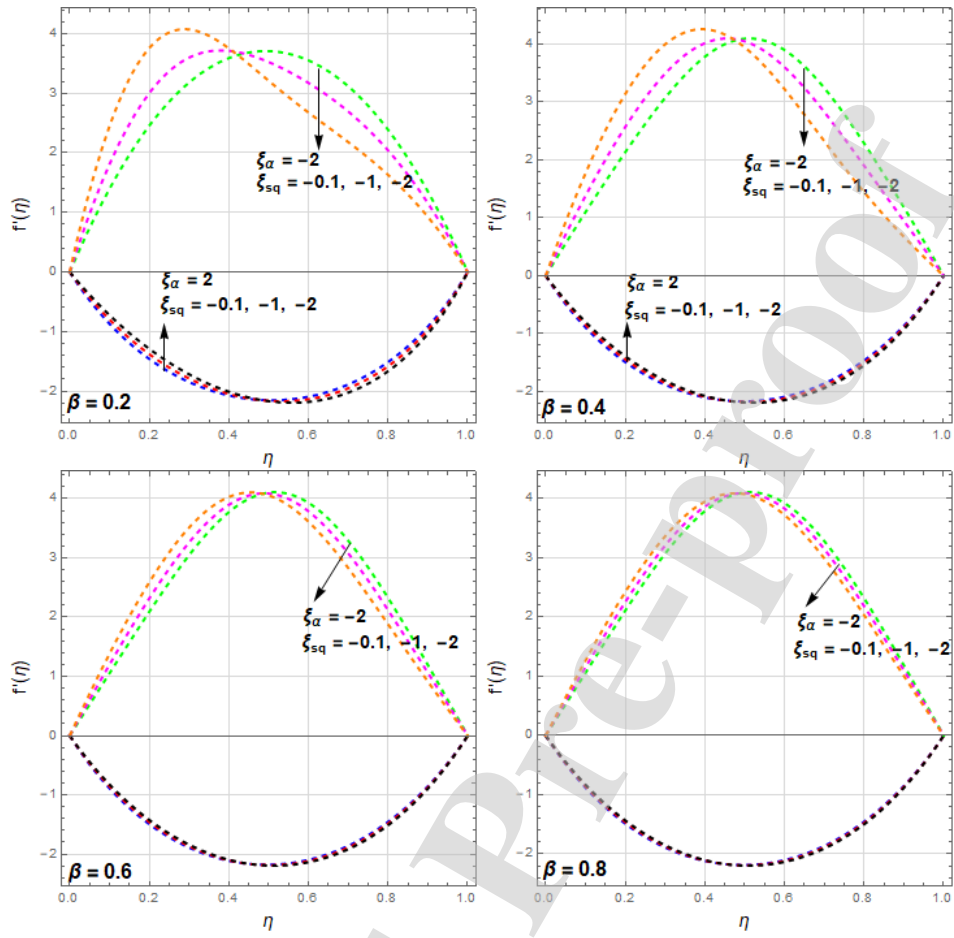 4
3
2
1
0
−1
−2
f'(η)
ξα = −2
ξsq = −0.1, −1, −2
ξα = 2
ξsq = −0.1, −1, −2
β = 0.2
0.0 0.2 0.4 0.6 0.8 1.0
η
4
3
2
1
0
−1
−2
f'(η)
ξα = −2
ξsq = −0.1, −1, −2
ξα = 2
ξsq = −0.1, −1, −2
β = 0.4
0.0 0.2 0.4 0.6 0.8 1.0
η
4
3
2
1
0
−1
−2
f'(η)
ξα = −2
ξsq = −0.1, −1, −2
β = 0.6
0.0 0.2 0.4 0.6 0.8 1.0
η
4
3
2
1
0
−1
−2
f'(η)
ξα = −2
ξsq = −0.1, −1, −2
β = 0.8
0.0 0.2 0.4 0.6 0.8 1.0
η
Pre-proof